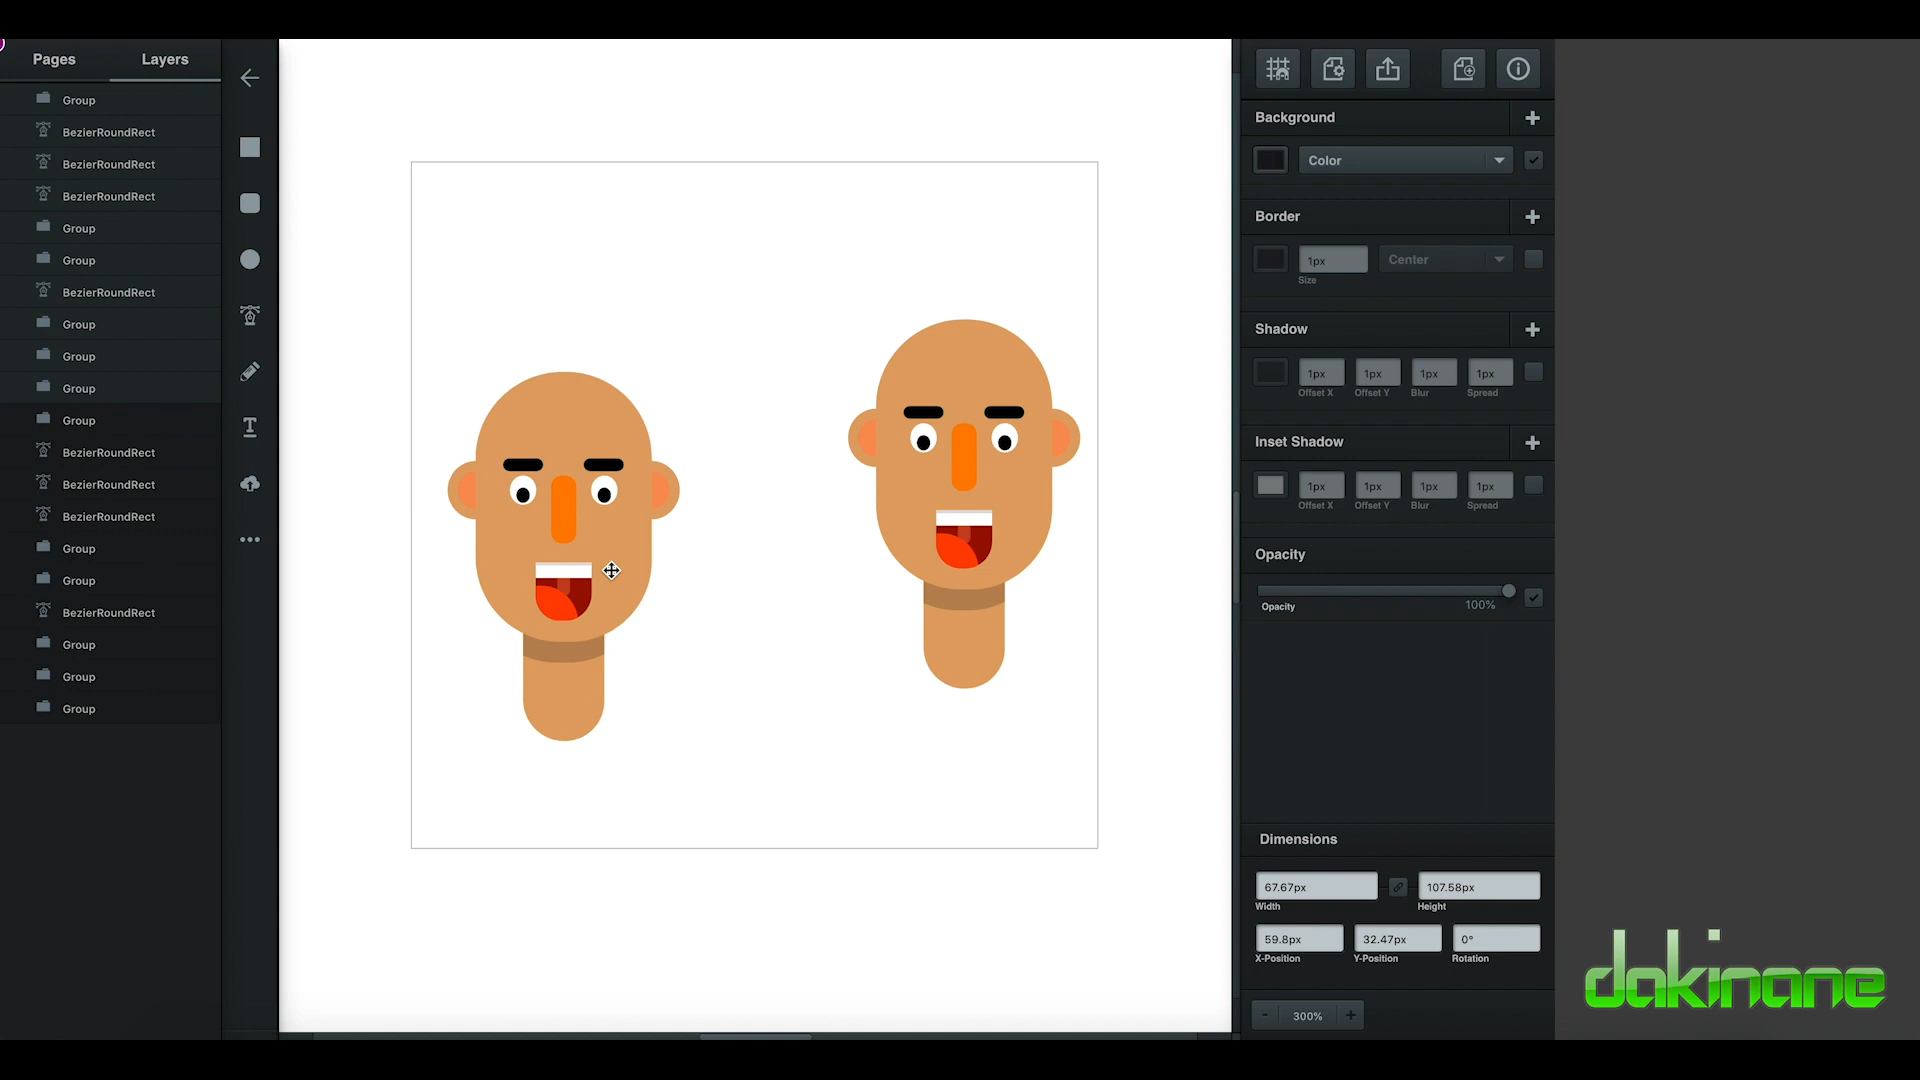 Pages
Layers
Group
BezierRoundRect
BezierRoundRect
BezierRoundRect
Group
Group
BezierRoundRect
Group
Group
Group
Group
BezierRoundRect
BezierRoundRect
BezierRoundRect
Group
Group
BezierRoundRect
Group
Group
Group
T
Background
Color
Border
1px
Center
Size
Shadow
1px 1px 1px 1px
Offset X Offset Y Blur Spread
Inset Shadow
1px 1px 1px 1px
Offset X Offset Y Blur Spread
Opacity
Opacity 100%
Dimensions
67.67px 107.58px
Width Height
59.8px 32.47px 0°
X-Position Y-Position Rotation
- 300% +
dakinane